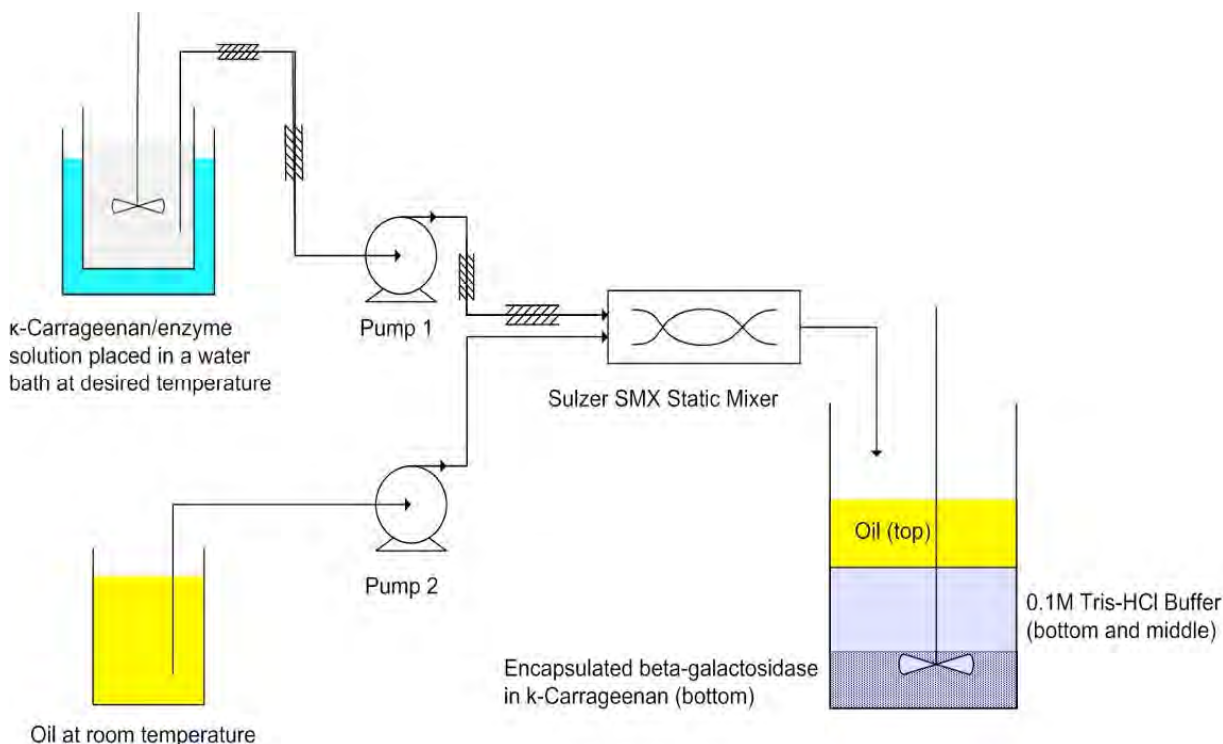 κ-Carrageenan/enzyme
solution placed in a water
bath at desired temperature
Pump 1
Sulzer SMX Static Mixer
Pump 2
Oil at room temperature
Oil (top)
0.1M Tris-HCl Buffer
(bottom and middle)
Encapsulated beta-galactosidase
in k-Carrageenan (bottom)